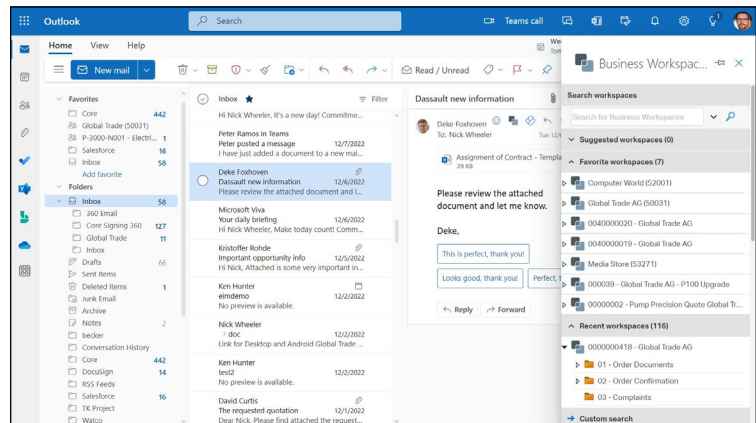 Outlook
Search
Teams call
Home View Help
New mail
Read / Unread
Favorites
Core 442
Global Trade (50031)
P-3000-N001 - Electri... 1
Salesforce 16
Inbox 58
Add favorite
Folders
Inbox 58
360 Email
Core Signing 360 127
Global Trade 11
Inbox
Drafts 66
Sent Items
Deleted Items 1
Junk Email
Archive
Notes 2
becker
Conversation History
Core 442
DocuSign 14
RSS Feeds
Salesforce 16
TK Project
Watco
Inbox Filter
Hi Nick Wheeler, It's a new day! Commitme...
Peter Ramos in Teams
Peter posted a message 12/7/2022
I have just added a document to a new mai...
Deke Foxhoven
Dassault new information 12/6/2022
Please review the attached document and l...
Microsoft Viva
Your daily briefing 12/6/2022
Hi Nick Wheeler, Make today count! Comm...
Kristoffer Rohde
Important opportunity info 12/5/2022
Hi Nick, Attached is some very important in...
Ken Hunter
eimdemo 12/2/2022
No preview is available.
Nick Wheeler
> doc 12/2/2022
Link for Desktop and Android Global Trade ...
Ken Hunter
test2 12/2/2022
No preview is available.
David Curtis
The requested quotation 12/1/2022
Dear Nick, Please find attached the request...
Dassault new information
Deke Foxhoven
To: Nick Wheeler
Tue 12/
Assignment of Contract - Templa
29 KB
Please review the attached
document and let me know.
Deke,
This is perfect, thank you!
Looks good, thank you! Perfect, t
Reply Forward
Business Workspac...
Search workspaces
Search for Business Workspaces
Suggested workspaces (0)
Favorite workspaces (7)
Computer World (52001)
Global Trade AG (50031)
0040000020 - Global Trade AG
0040000019 - Global Trade AG
Media Store (53271)
000039 - Global Trade AG - P100 Upgrade
00000002 - Pump Precision Quote Global Tr...
Recent workspaces (116)
0000000418 - Global Trade AG
01 - Order Documents
02 - Order Confirmation
03 - Complaints
Custom search